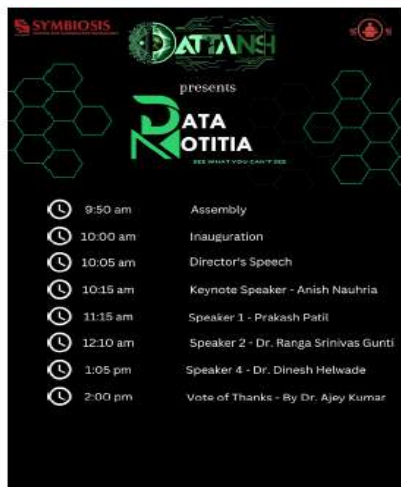 SYMBIOSIS
DATTANSH
presents
DATA
NOTITIA
SEE WHAT YOU CAN'T SEE
9:50 am Assembly
10:00 am Inauguration
10:05 am Director's Speech
10:15 am Keynote Speaker - Anish Nauhria
11:15 am Speaker 1 - Prakash Patil
12:10 am Speaker 2 - Dr. Ranga Srinivas Gunti
1:05 pm Speaker 4 - Dr. Dinesh Helwade
2:00 pm Vote of Thanks - By Dr. Ajey Kumar